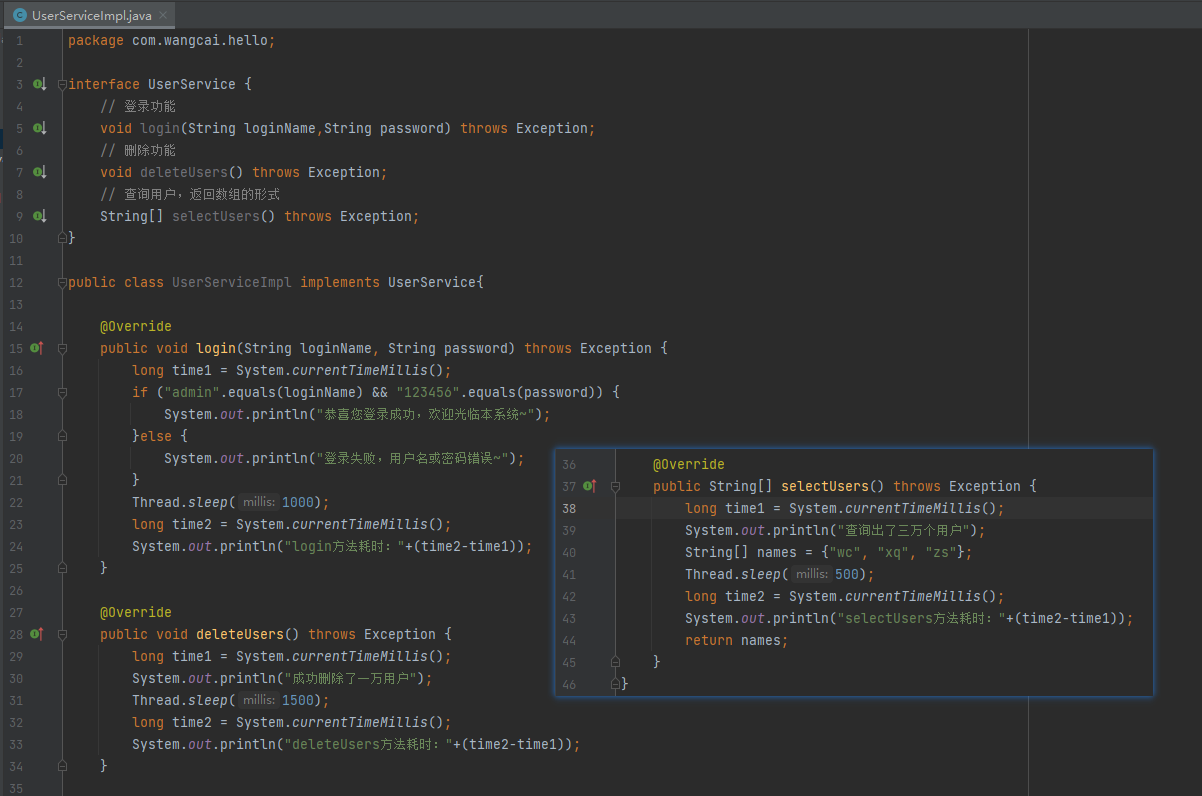 UserServiceImpl.java
1 package com.wangcai.hello;
2
3 interface UserService {
4 // 登录功能
5 void login(String loginName,String password) throws Exception;
6 // 删除功能
7 void deleteUsers() throws Exception;
8 // 查询用户，返回数组的形式
9 String[] selectUsers() throws Exception;
10 }
11
12 public class UserServiceImpl implements UserService{
13
14 @Override
15 public void login(String loginName, String password) throws Exception {
16 long time1 = System.currentTimeMillis();
17 if ("admin".equals(loginName) && "123456".equals(password)) {
18 System.out.println("恭喜您登录成功，欢迎光临本系统~");
19 }else {
20 System.out.println("登录失败，用户名或密码错误~");
21 }
22 Thread.sleep( millis: 1000);
23 long time2 = System.currentTimeMillis();
24 System.out.println("login方法耗时："+(time2-time1));
25 }
26
27 @Override
28 public void deleteUsers() throws Exception {
29 long time1 = System.currentTimeMillis();
30 System.out.println("成功删除了一万用户");
31 Thread.sleep( millis: 1500);
32 long time2 = System.currentTimeMillis();
33 System.out.println("deleteUsers方法耗时："+(time2-time1));
34 }
35
36 @Override
37 public String[] selectUsers() throws Exception {
38 long time1 = System.currentTimeMillis();
39 System.out.println("查询出了三万个用户");
40 String[] names = {"wc", "xq", "zs"};
41 Thread.sleep( millis: 500);
42 long time2 = System.currentTimeMillis();
43 System.out.println("selectUsers方法耗时："+(time2-time1));
44 return names;
45 }
46 }